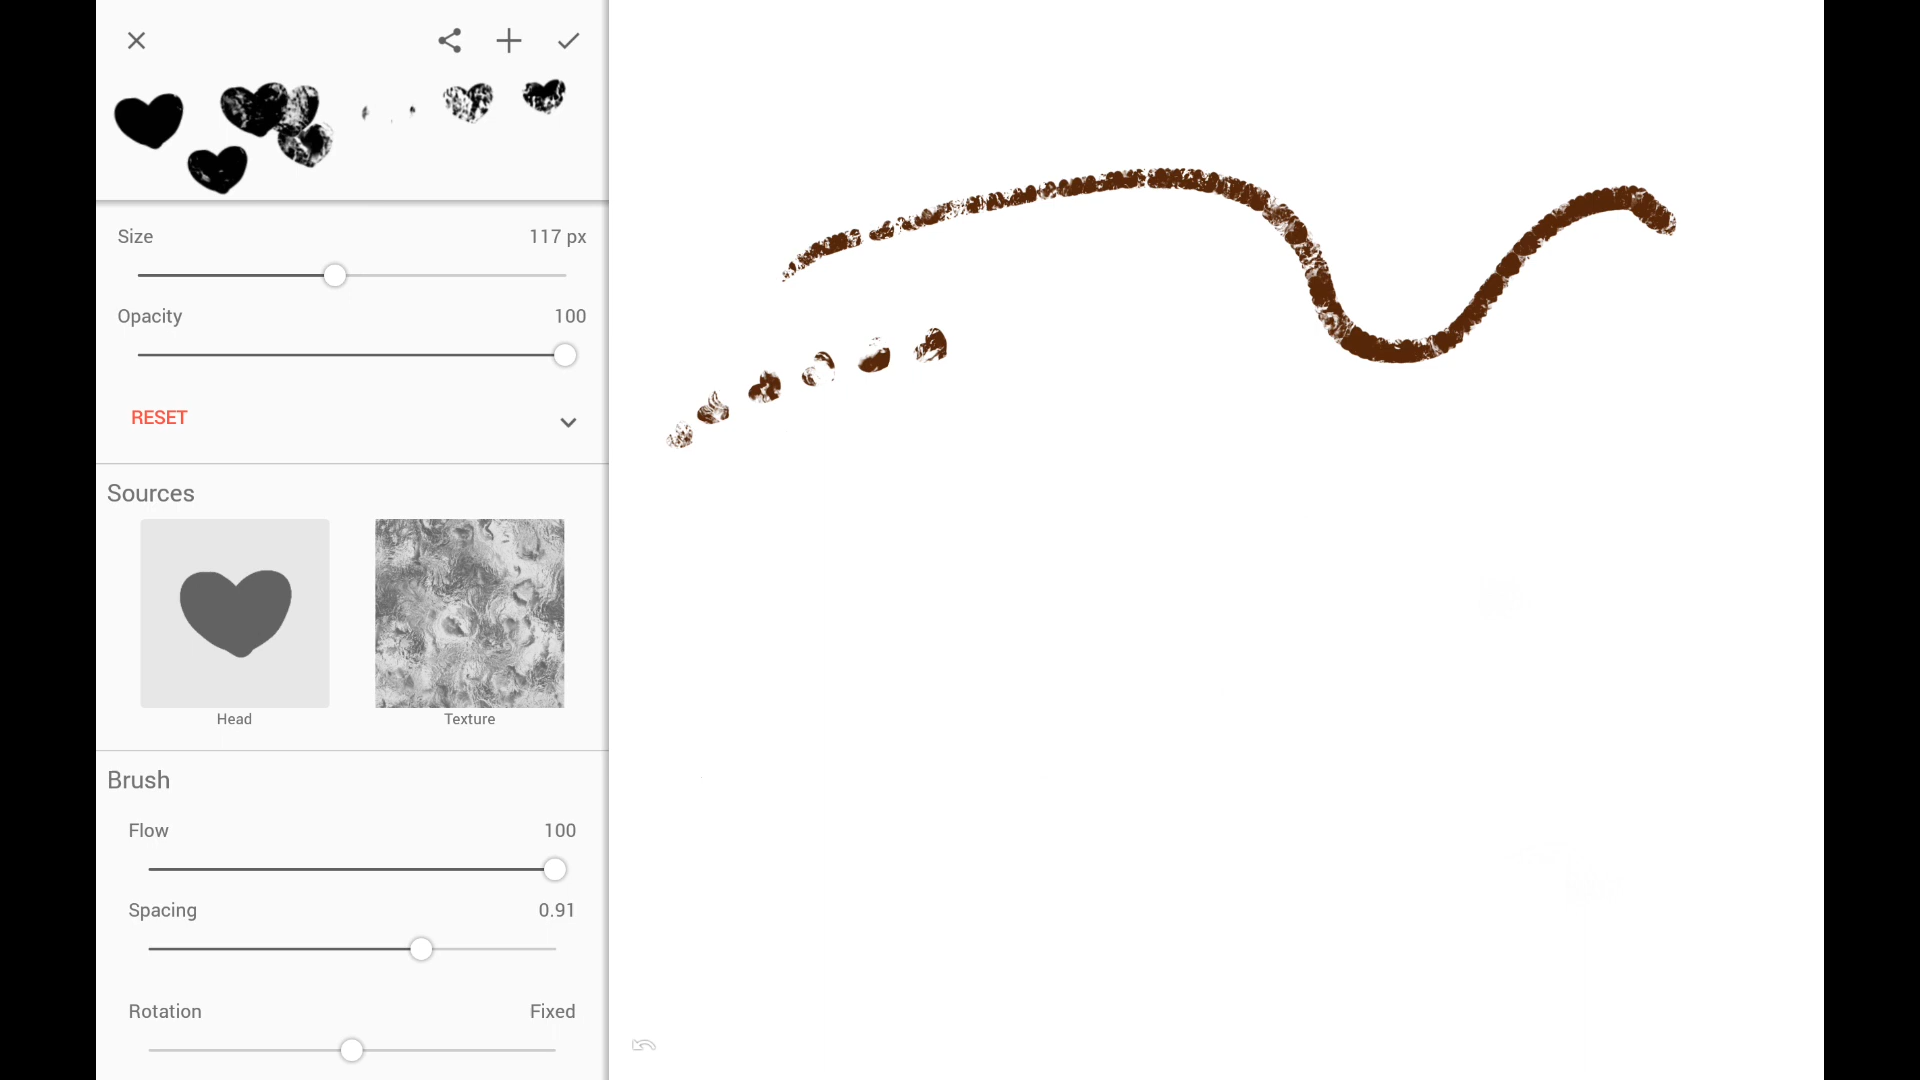 Size 117 px
Opacity 100
RESET
Sources
Head Texture
Brush
Flow 100
Spacing 0.91
Rotation Fixed